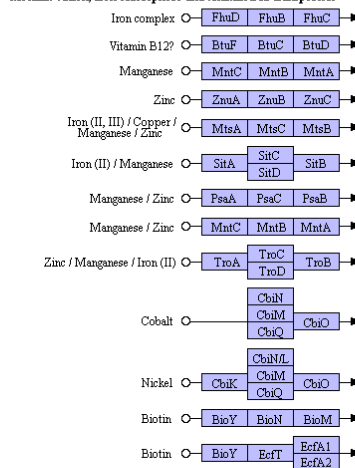 Iron complex FhuD FhuB FhuC
Vitamin B12? BtuF BtuC BtuD
Manganese MntC MntB MntA
Zinc ZnuA ZnuB ZnuC
Iron (II, III) / Copper /
Manganese / Zinc MtsA MtsC MtsB
Iron (II) / Manganese SitA SitC SitD SitB
Manganese / Zinc PsaA PsaC PsaB
Manganese / Zinc MntC MntB MntA
Zinc / Manganese / Iron (II) TroA TroC TroD TroB
Cobalt CbiN CbiM CbiQ CbiO
Nickel CbiK CbiN/L CbiM CbiQ CbiO
Biotin BioY BioN BioM
Biotin BioY EcfT EcfA1 EcfA2